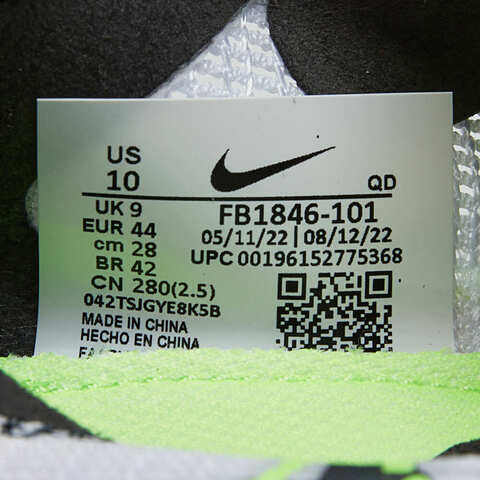 US
10
QD
UK 9
EUR 44
cm 28
BR 42
CN 280(2.5)
042TSJGYE8K5B
MADE IN CHINA
HECHO EN CHINA
FB1846-101
05/11/22 | 08/12/22
UPC 00196152775368